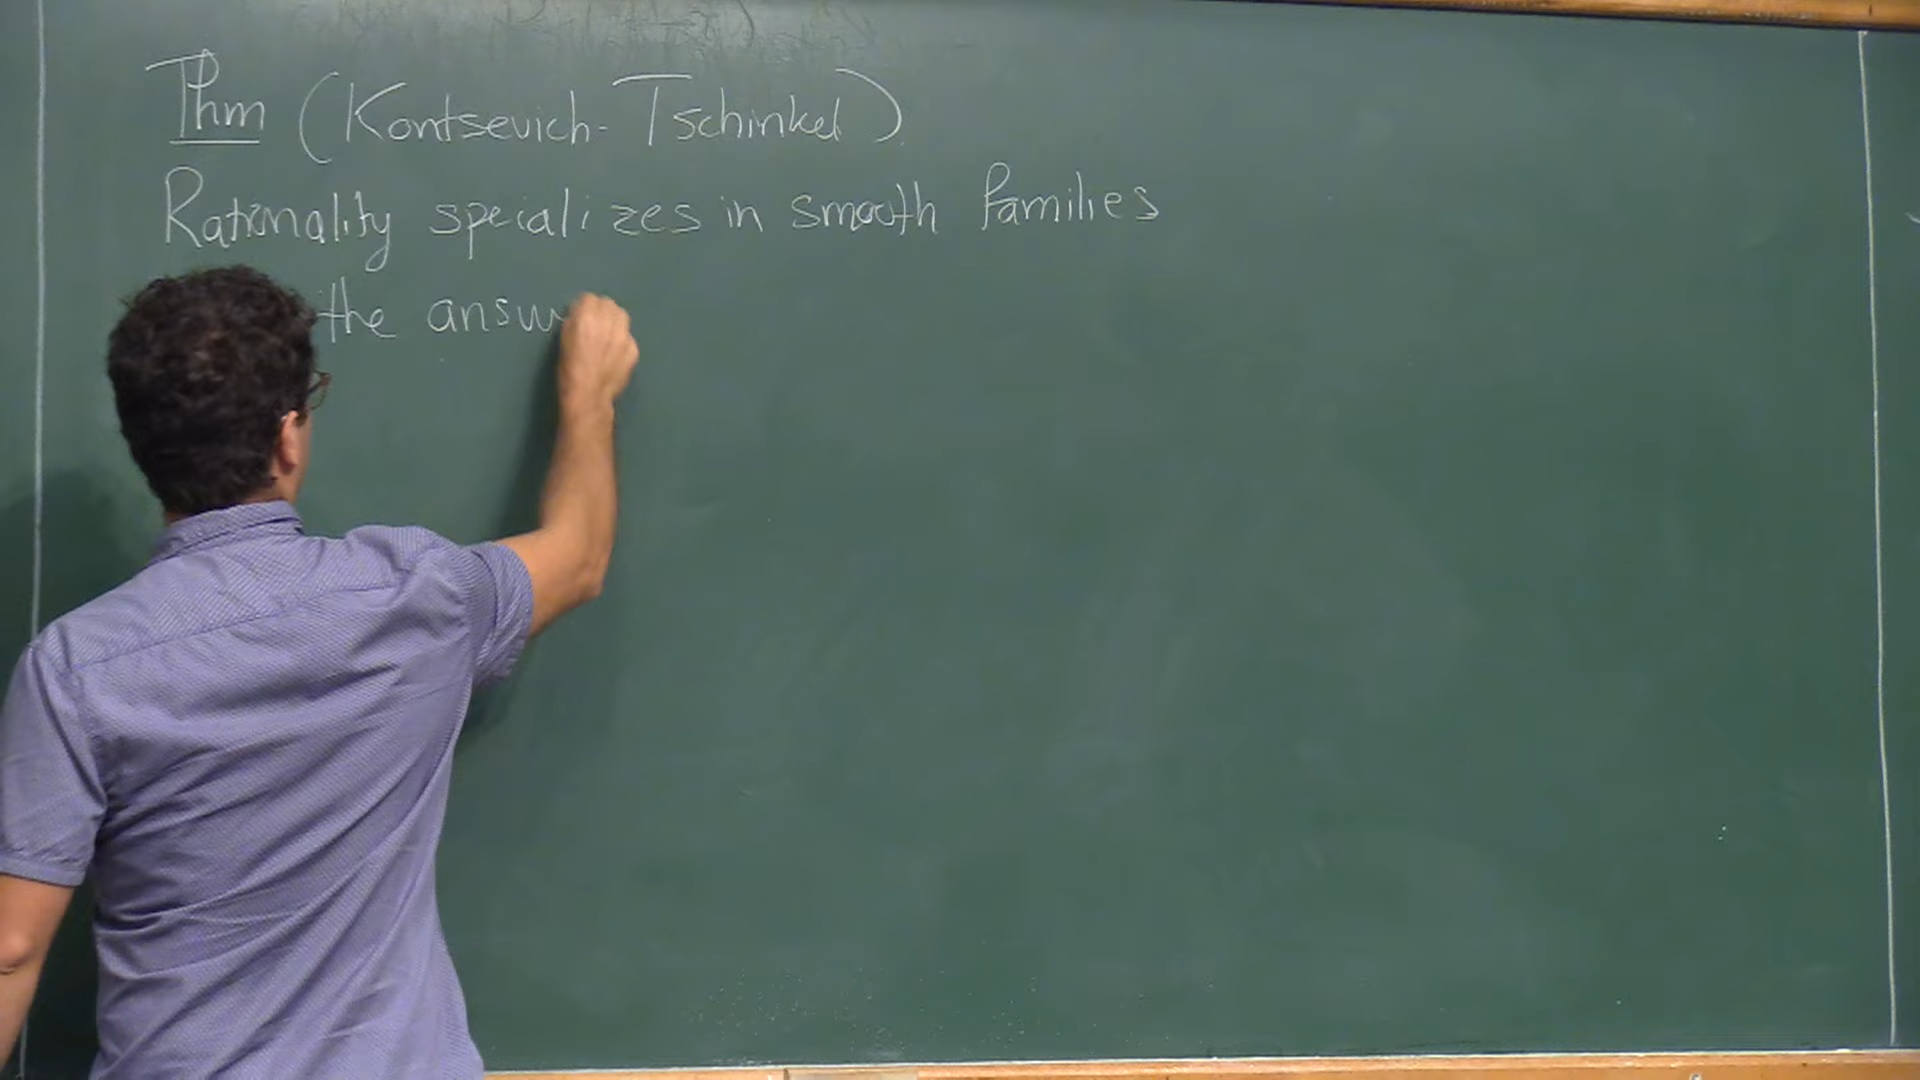 Thm (Kontsevich-Tschinkel).
Rationality specializes in smooth families
the answ